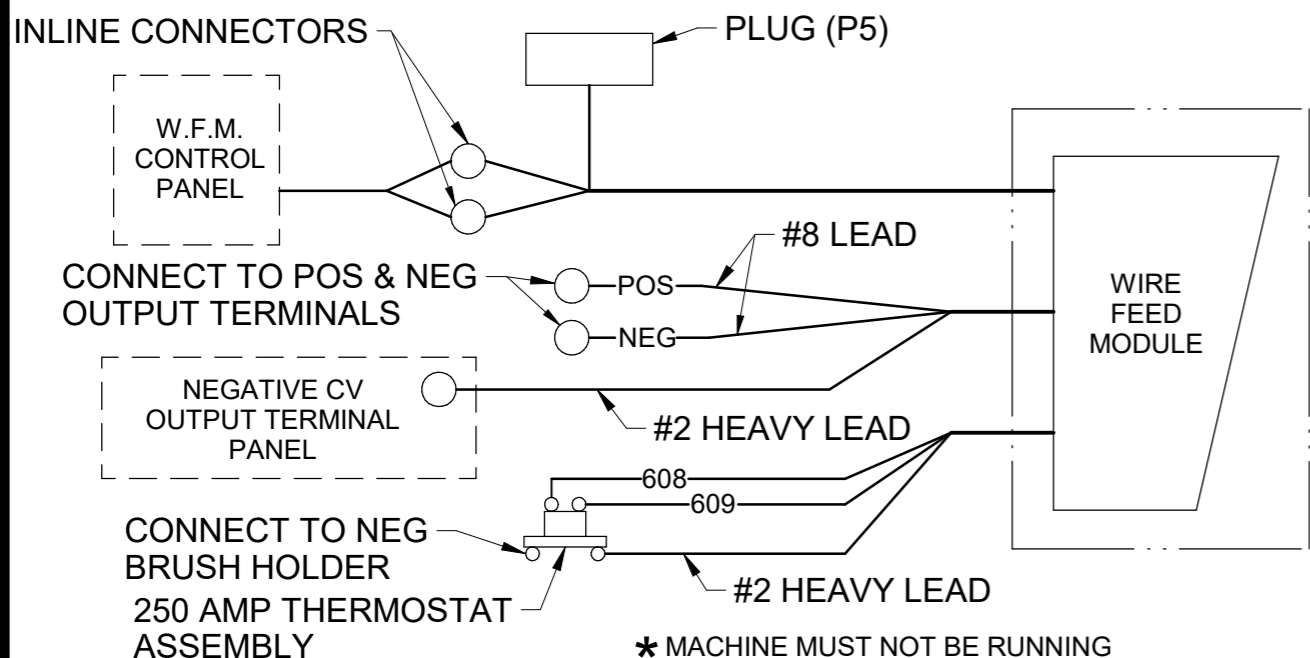 INLINE CONNECTORS
PLUG (P5)
W.F.M.
CONTROL
PANEL
#8 LEAD
CONNECT TO POS & NEG
OUTPUT TERMINALS
POS
NEG
WIRE
FEED
MODULE
NEGATIVE CV
OUTPUT TERMINAL
PANEL
#2 HEAVY LEAD
608
609
CONNECT TO NEG
BRUSH HOLDER
250 AMP THERMOSTAT
ASSEMBLY
#2 HEAVY LEAD
* MACHINE MUST NOT BE RUNNING